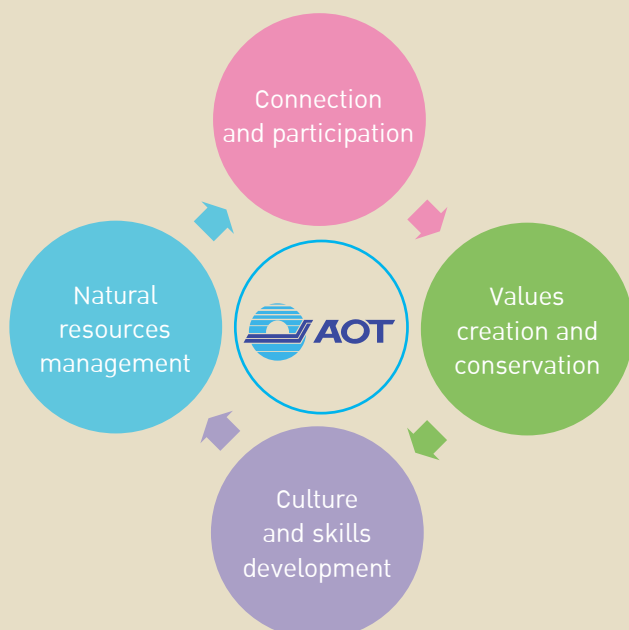 Connection
and participation
Natural
resources
management
AOT
Values
creation and
conservation
Culture
and skills
development